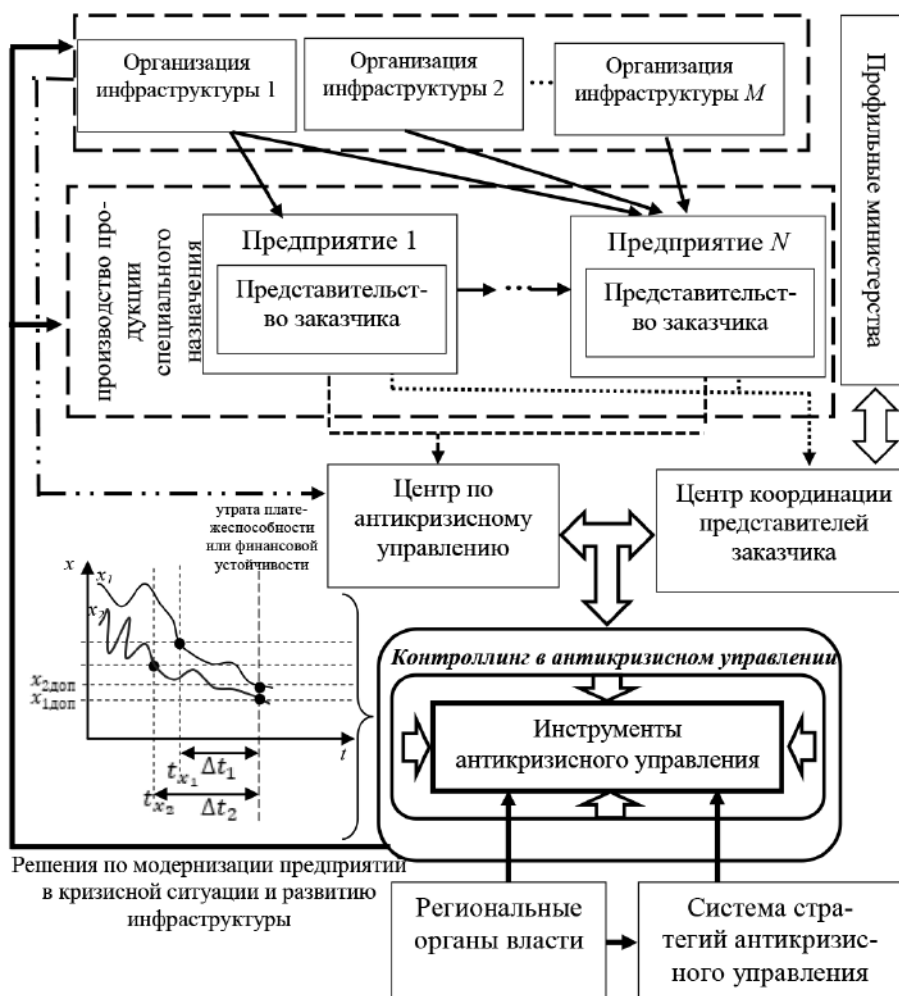 Организация
инфраструктуры 1
Организация
инфраструктуры 2
...
Организация
инфраструктуры M
Профильные министерства
производство про-
дукции
специального
назначения
Предприятие 1
Представительст-
во заказчика
...
Предприятие N
Представительст-
во заказчика
Центр по
антикризисному
управлению
Центр координации
представителей
заказчика
утрата плате-
жеспособности
или финансовой
устойчивости
x
x₁
x₂
x₂доп
x₁доп
t
tx₁
Δt₁
tx₂
Δt₂
Контроллинг в антикризисном управлении
Инструменты
антикризисного управления
Решения по модернизации предприятий
в кризисной ситуации и развитию
инфраструктуры
Региональные
органы власти
Система стра-
тегий антикризис-
ного управления